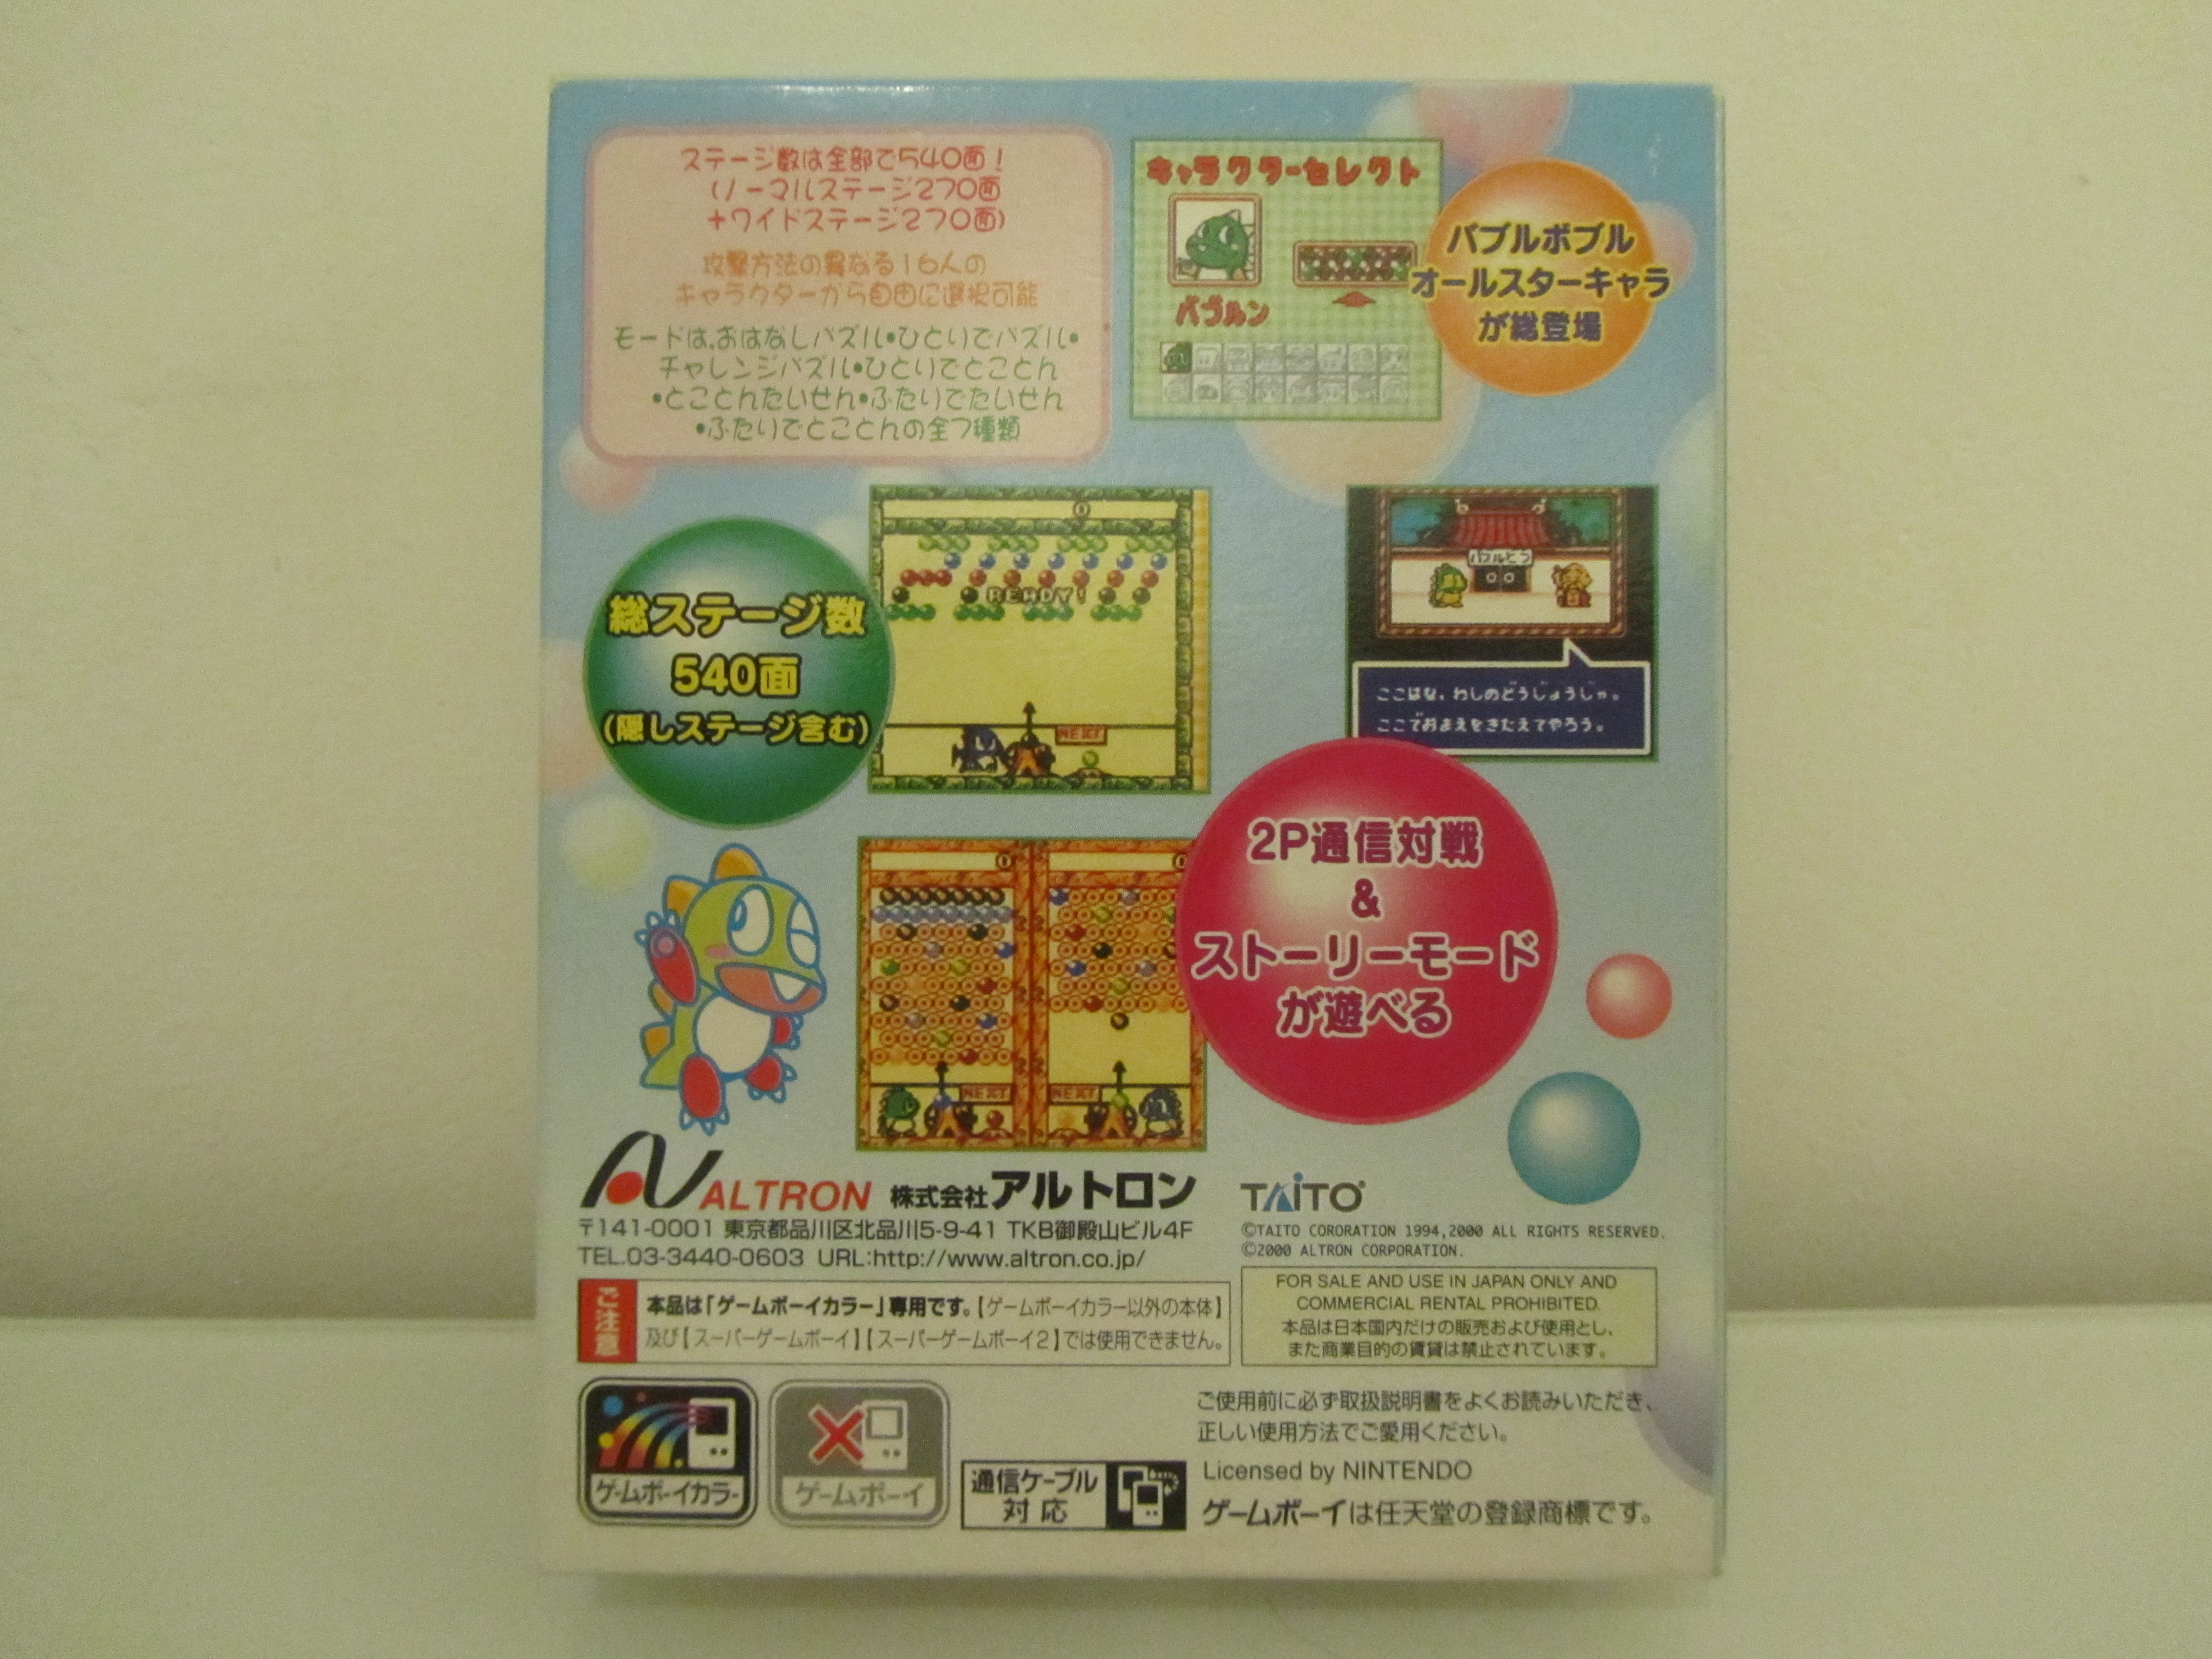 ステージ数は全部で540面!
(ノーマルステージ270面
+ワイドステージ270面)
攻撃方法の異なる16人の
キャラクターから自由に選択可能
モードは、おはなしパズル•ひとりでパズル•
チャレンジパズル•ひとりでとことん
•とことんたいせん•ふたりでたいせん
•ふたりでとことんの全7種類
キャラクターセレクト
バブルン
バブルボブル
オールスターキャラ
が総登場
総ステージ数
540面
(隠しステージ含む)
0
READY!
NEXT
パズルどう
ここはな、わしのどうじょうじゃ。
ここでおまえをきたえてやろう。
2P通信対戦
&
ストーリーモード
が遊べる
0
0
NEXT
NEXT
ALTRON 株式会社アルトロン
〒141-0001 東京都品川区北品川5-9-41 TKB御殿山ビル4F
TEL.03-3440-0603 URL:http://www.altron.co.jp/
TAITO
©TAITO CORORATION 1994,2000 ALL RIGHTS RESERVED.
©2000 ALTRON CORPORATION.
ご注意
本品は「ゲームボーイカラー」専用です。【ゲームボーイカラー以外の本体】
及び【スーパーゲームボーイ】【スーパーゲームボーイ2】では使用できません。
FOR SALE AND USE IN JAPAN ONLY AND
COMMERCIAL RENTAL PROHIBITED.
本品は日本国内だけの販売および使用とし、
また商業目的の賃貸は禁止されています。
ゲームボーイカラー
ゲームボーイ
通信ケーブル
対応
ご使用前に必ず取扱説明書をよくお読みいただき、
正しい使用方法でご愛用ください。
Licensed by NINTENDO
ゲームボーイは任天堂の登録商標です。